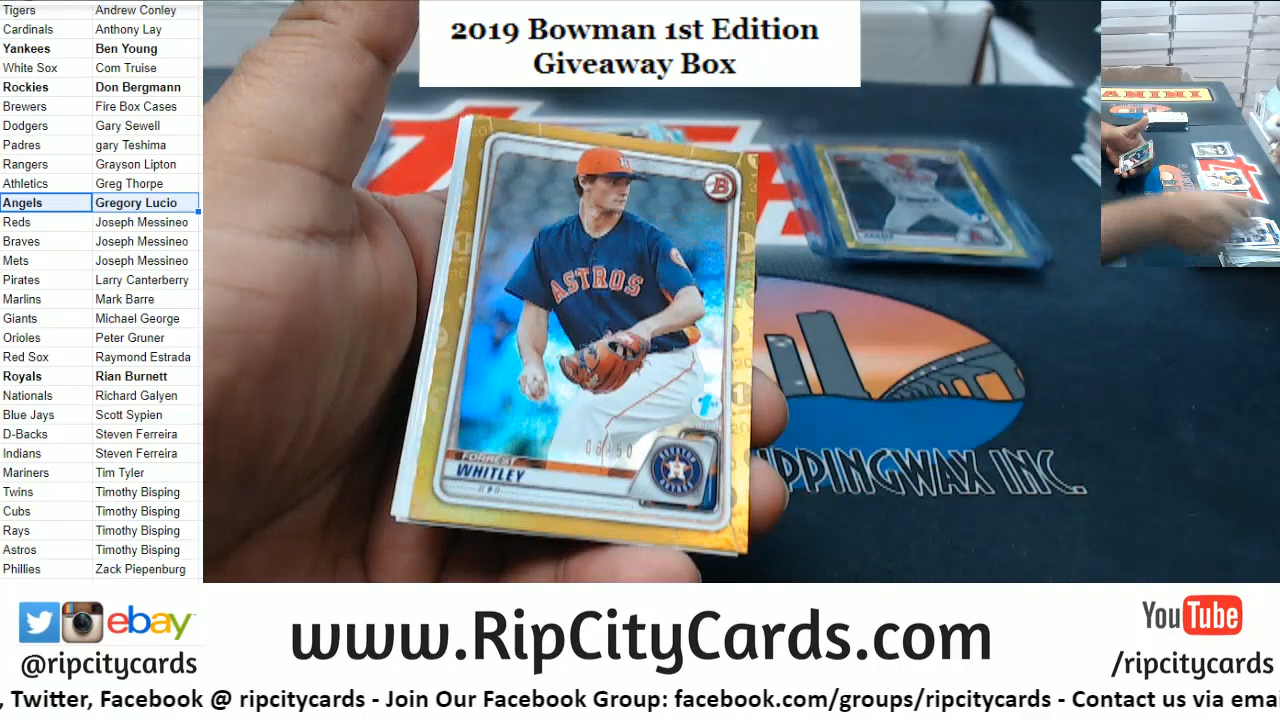 Tigers Andrew Conley
Cardinals Anthony Lay
Yankees Ben Young
White Sox Com Truise
Rockies Don Bergmann
Brewers Fire Box Cases
Dodgers Gary Sewell
Padres gary Teshima
Rangers Grayson Lipton
Athletics Greg Thorpe
Angels Gregory Lucio
Reds Joseph Messineo
Braves Joseph Messineo
Mets Joseph Messineo
Pirates Larry Canterberry
Marlins Mark Barre
Giants Michael George
Orioles Peter Gruner
Red Sox Raymond Estrada
Royals Rian Burnett
Nationals Richard Galyen
Blue Jays Scott Sypien
D-Backs Steven Ferreira
Indians Steven Ferreira
Mariners Tim Tyler
Twins Timothy Bisping
Cubs Timothy Bisping
Rays Timothy Bisping
Astros Timothy Bisping
Phillies Zack Piepenburg
2019 Bowman 1st Edition
Giveaway Box
PANINI
B
H
ASTROS
1st
06/50
FORREST
WHITLEY
PPINGWAX INC.
ebay
@ripcitycards
www.RipCityCards.com
YouTube
/ripcitycards
, Twitter, Facebook @ ripcitycards - Join Our Facebook Group: facebook.com/groups/ripcitycards - Contact us via emai